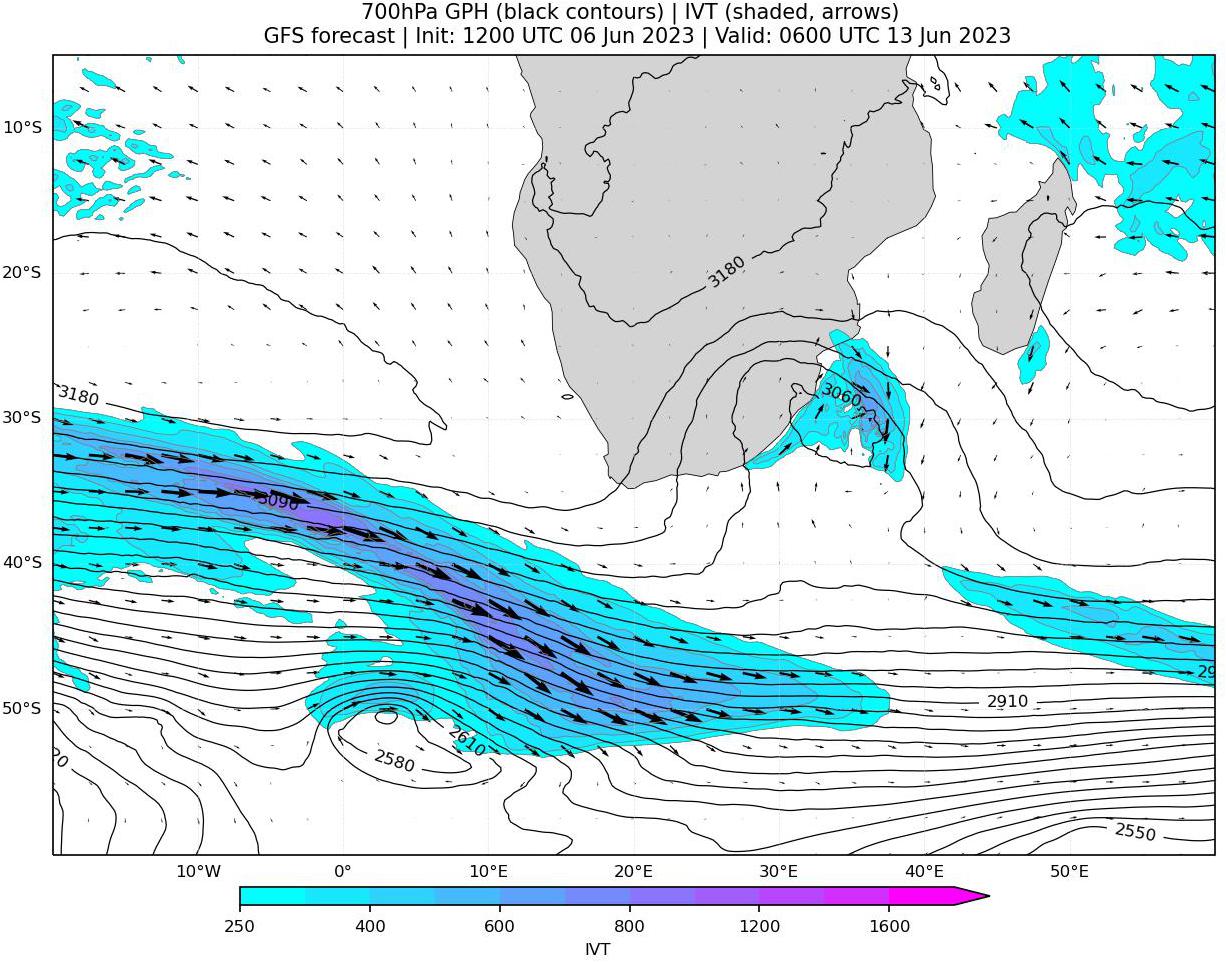 700hPa GPH (black contours) | IVT (shaded, arrows)
GFS forecast | Init: 1200 UTC 06 Jun 2023 | Valid: 0600 UTC 13 Jun 2023
10°S
20°S
3180
3180
30°S
3060
3090
40°S
29
50°S
2910
2610
20
2580
2550
10°W 0° 10°E 20°E 30°E 40°E 50°E
250 400 600 800 1200 1600
IVT